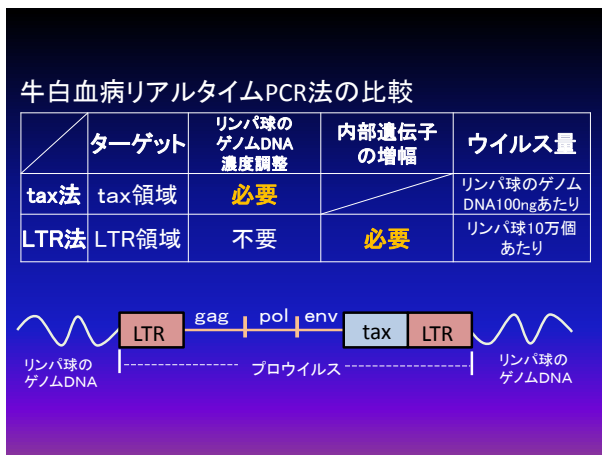 牛白血病リアルタイムPCR法の比較
ターゲット
リンパ球の
ゲノムDNA
濃度調整
内部遺伝子
の増幅
ウイルス量
tax法
tax領域
必要
リンパ球のゲノム
DNA100ngあたり
LTR法
LTR領域
不要
必要
リンパ球10万個
あたり
LTR
gag
pol
env
tax
LTR
リンパ球の
ゲノムDNA
プロウイルス
リンパ球の
ゲノムDNA